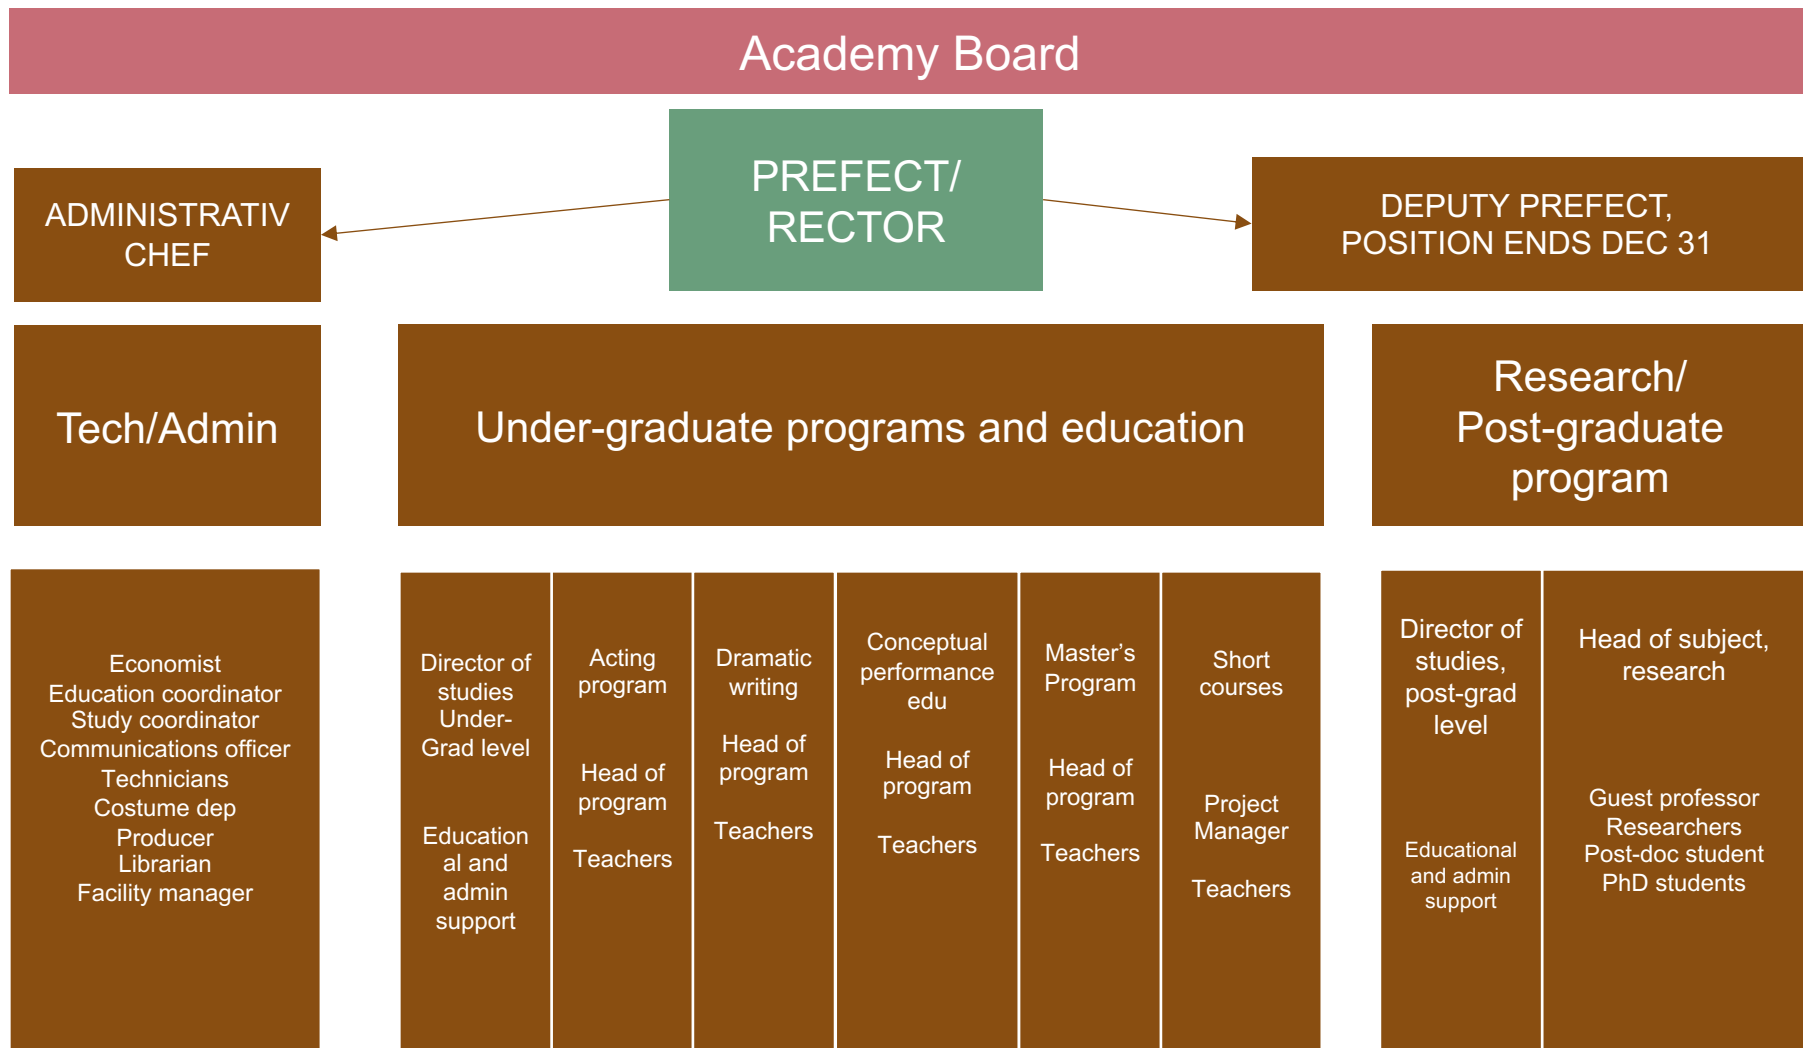 Academy Board
PREFECT/
RECTOR
ADMINISTRATIV
CHEF
DEPUTY PREFECT,
POSITION ENDS DEC 31
Tech/Admin
Under-graduate programs and education
Research/
Post-graduate
program
Economist
Education coordinator
Study coordinator
Communications officer
Technicians
Costume dep
Producer
Librarian
Facility manager
Director of
studies
Under-
Grad level
Education
al and
admin
support
Acting
program
Head of
program
Teachers
Dramatic
writing
Head of
program
Teachers
Conceptual
performance
edu
Head of
program
Teachers
Master’s
Program
Head of
program
Teachers
Short
courses
Project
Manager
Teachers
Director of
studies,
post-grad
level
Educational
and admin
support
Head of subject,
research
Guest professor
Researchers
Post-doc student
PhD students